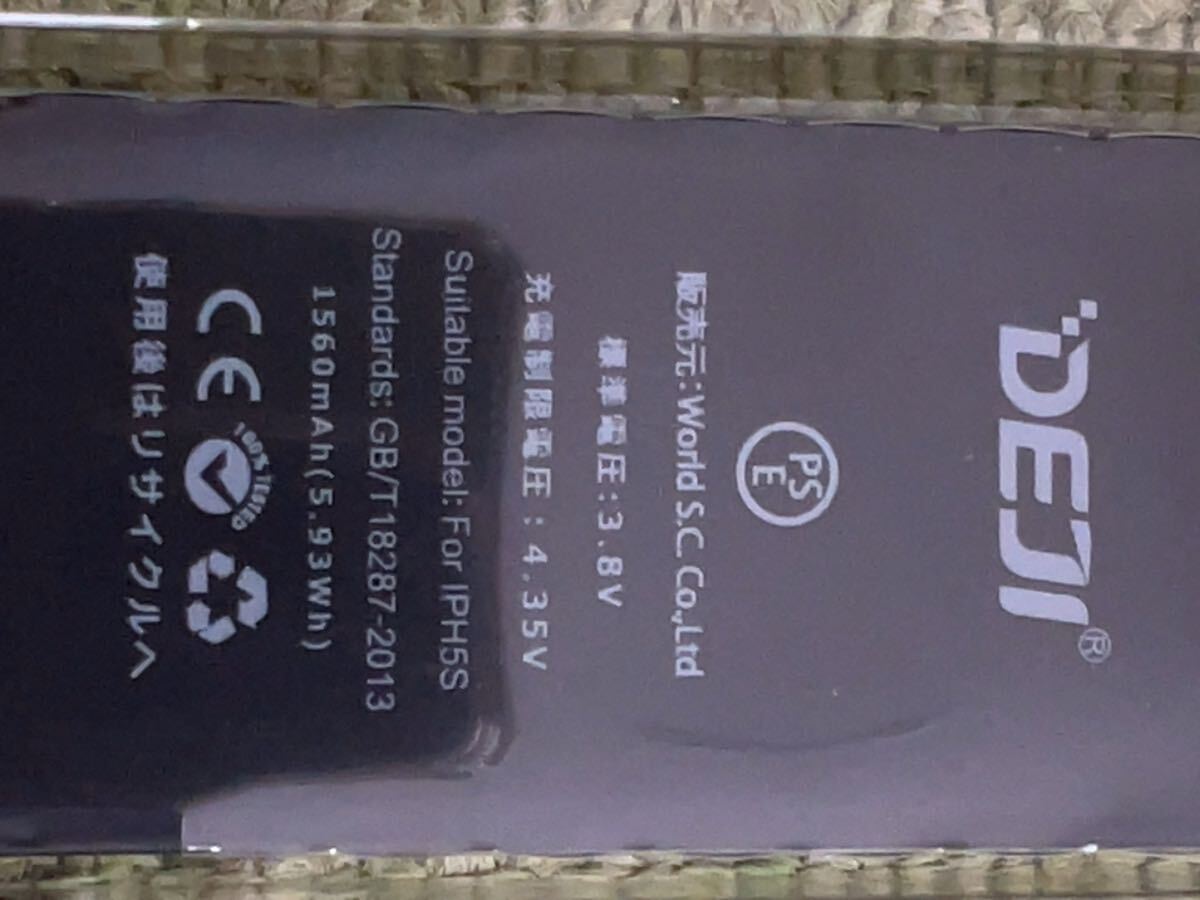 DEJI®
PS
E
販売元:World S.C. Co.,Ltd
標準電圧:3.8V
充電制限電圧:4.35V
Suilable model: For IPH5S
Standards: GB/T18287-2013
1560mAh(5.93Wh)
CE 100% TESTED
使用後はリサイクルへ